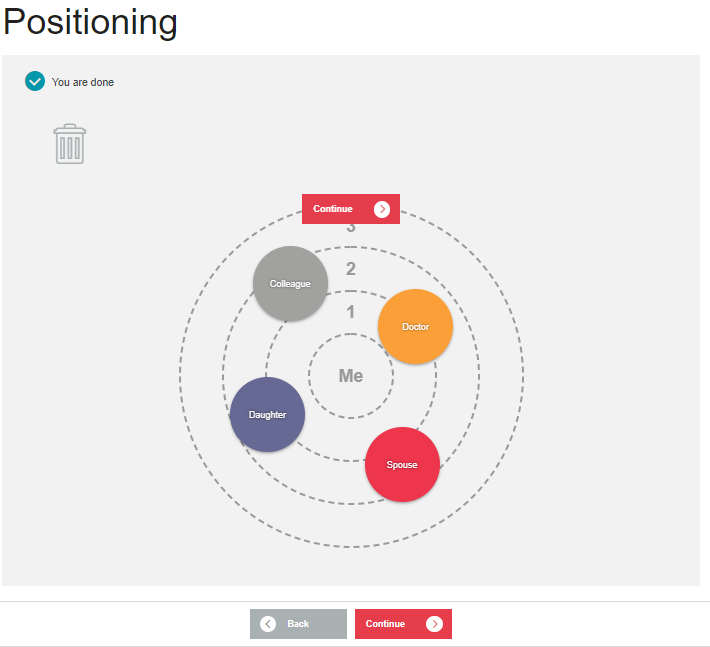 Positioning
You are done
Continue
3
2
Colleague
1
Doctor
Me
Daughter
Spouse
Back
Continue